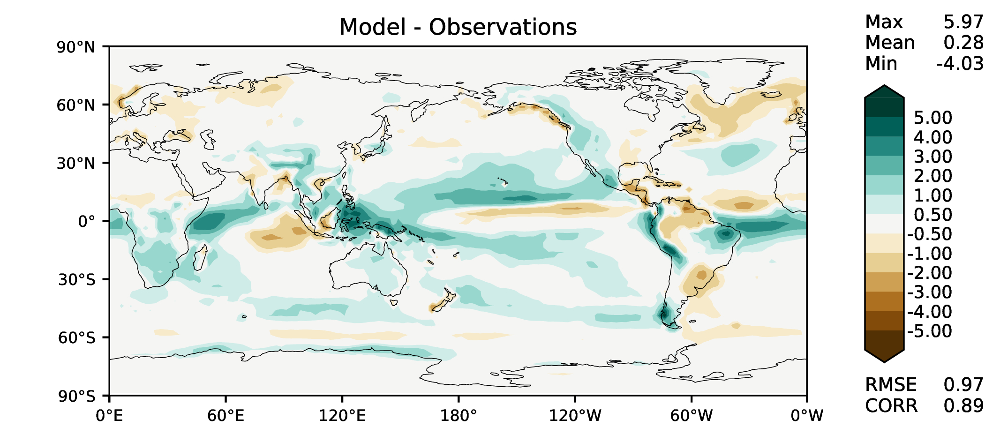 Model - Observations
Max 5.97
Mean 0.28
Min -4.03
90°N
60°N
30°N
0°
30°S
60°S
90°S
0°E 60°E 120°E 180° 120°W 60°W 0°W
5.00
4.00
3.00
2.00
1.00
0.50
-0.50
-1.00
-2.00
-3.00
-4.00
-5.00
RMSE 0.97
CORR 0.89